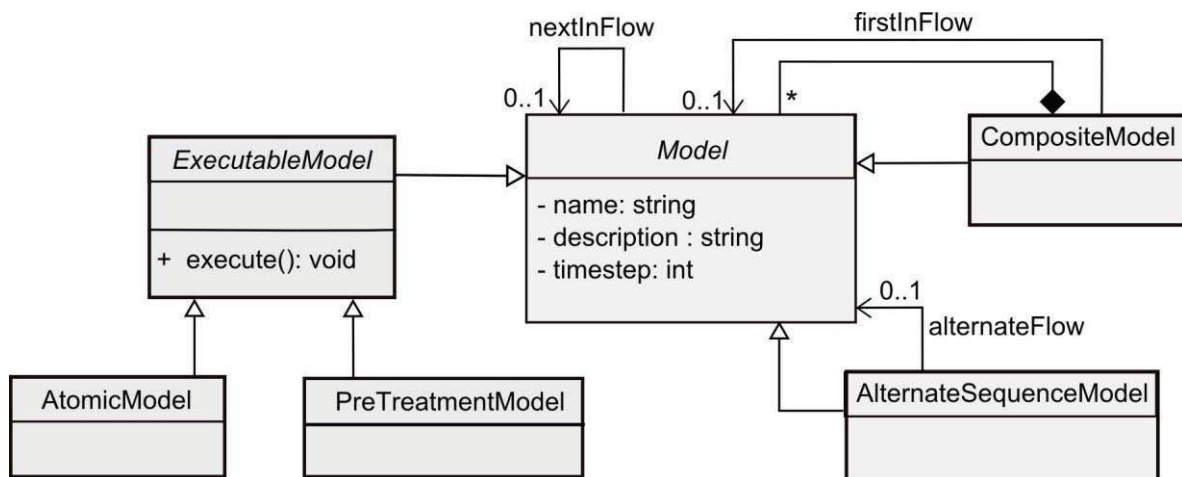 nextInFlow
firstInFlow
0..1
0..1
*
ExecutableModel
+ execute(): void
Model
- name: string
- description : string
- timestep: int
CompositeModel
0..1
alternateFlow
AtomicModel
PreTreatmentModel
AlternateSequenceModel